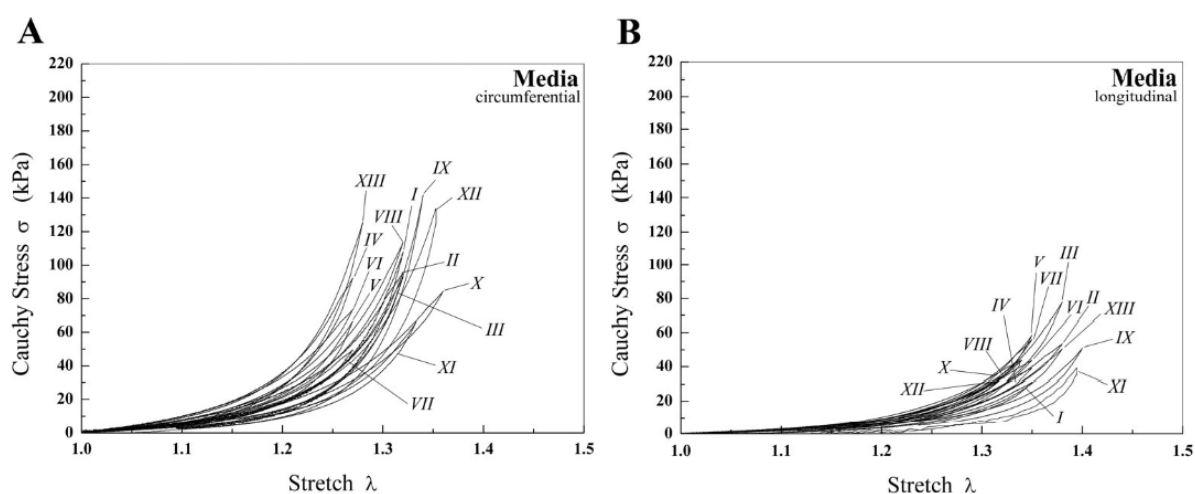 A
B
220
200
180
160
140
120
100
80
60
40
20
0
1.0
1.1
1.2
1.3
1.4
1.5
Cauchy Stress σ (kPa)
Stretch λ
Media
circumferential
XIII
IX
I
XII
VIII
IV
VI
V
II
X
III
XI
VII
220
200
180
160
140
120
100
80
60
40
20
0
1.0
1.1
1.2
1.3
1.4
1.5
Cauchy Stress σ (kPa)
Stretch λ
Media
longitudinal
III
V
VII
IV
VI
II
XIII
VIII
IX
X
XII
XI
I